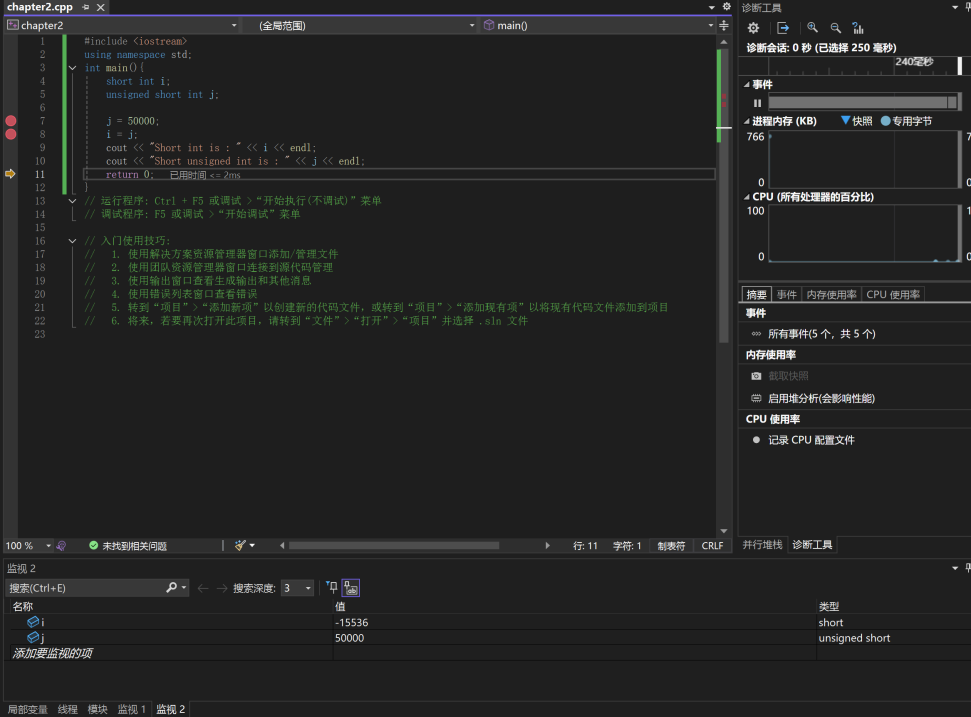 chapter2.cpp
诊断工具
chapter2 (全局范围) main()
1 #include <iostream>
2 using namespace std;
3 int main(){
4 short int i;
5 unsigned short int j;
6
7 j = 50000;
8 i = j;
9 cout << "Short int is : " << i << endl;
10 cout << "Short unsigned int is : " << j << endl;
11 return 0; 已用时间 <= 2ms
12 }
13 // 运行程序: Ctrl + F5 或调试 >“开始执行(不调试)”菜单
14 // 调试程序: F5 或调试 >“开始调试”菜单
15
16 // 入门使用技巧:
17 // 1. 使用解决方案资源管理器窗口添加/管理文件
18 // 2. 使用团队资源管理器窗口连接到源代码管理
19 // 3. 使用输出窗口查看生成输出和其他消息
20 // 4. 使用错误列表窗口查看错误
21 // 5. 转到“项目”>“添加新项”以创建新的代码文件，或转到“项目”>“添加现有项”以将现有代码文件添加到项目
22 // 6. 将来，若要再次打开此项目，请转到“文件”>“打开”>“项目”并选择 .sln 文件
23
诊断会话: 0 秒 (已选择 250 毫秒)
240毫秒
事件
进程内存 (KB) 快照 专用字节
766 7
0 0
CPU (所有处理器的百分比)
100 1
0 0
摘要 事件 内存使用率 CPU 使用率
事件
所有事件(5 个，共 5 个)
内存使用率
截取快照
启用堆分析(会影响性能)
CPU 使用率
记录 CPU 配置文件
100 % 未找到相关问题 行: 11 字符: 1 制表符 CRLF
并行堆栈 诊断工具
监视 2
搜索(Ctrl+E) 搜索深度: 3
名称 值 类型
i -15536 short
j 50000 unsigned short
添加要监视的项
局部变量 线程 模块 监视 1 监视 2